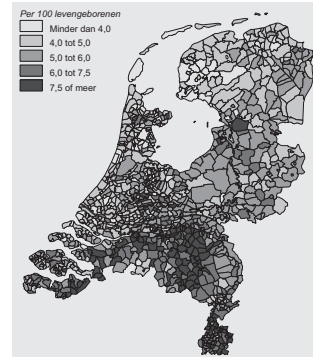 Per 100 levengeborenen
Minder dan 4,0
4,0 tot 5,0
5,0 tot 6,0
6,0 tot 7,5
7,5 of meer